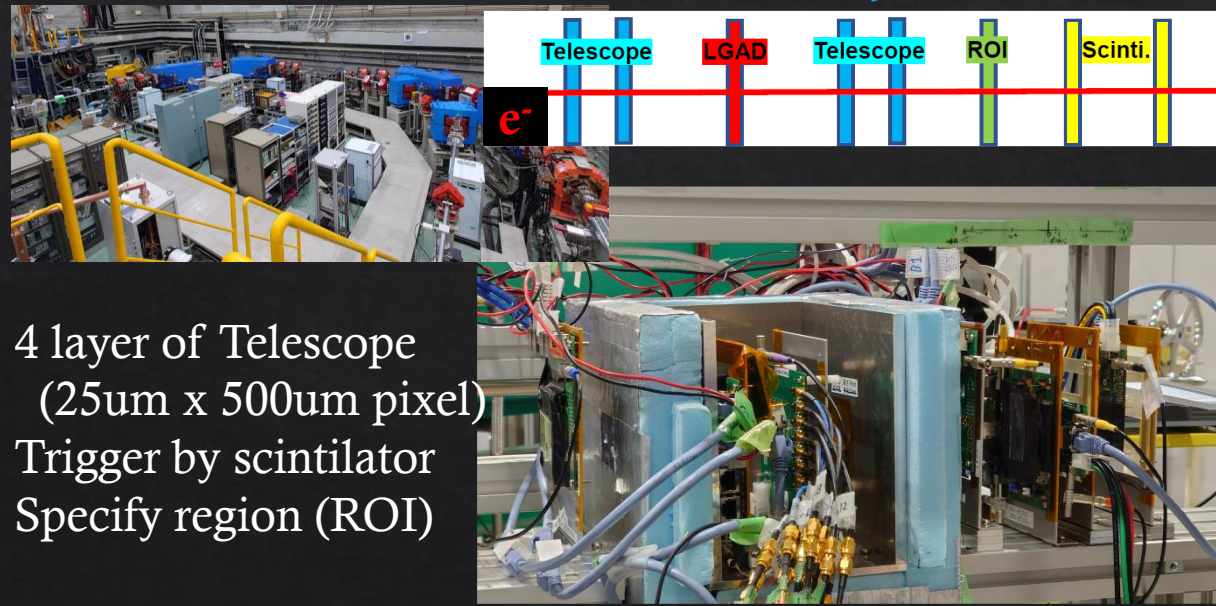 Telescope
LGAD
Telescope
ROI
Scinti.
e-
4 layer of Telescope
(25um x 500um pixel)
Trigger by scintilator
Specify region (ROI)